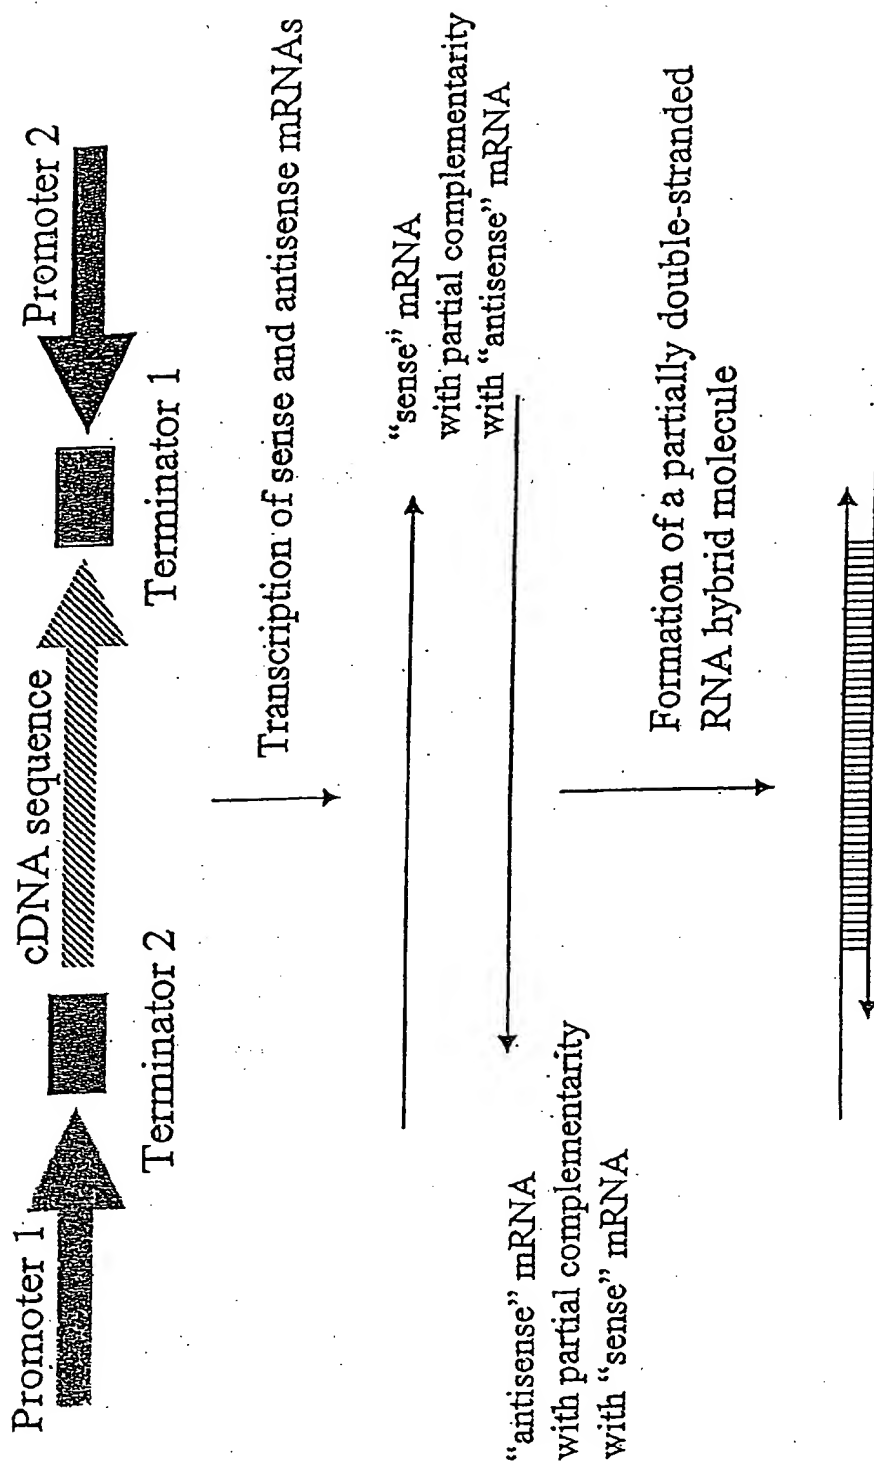 Promoter 1
cDNA sequence
Promoter 2
Terminator 2
Terminator 1
Transcription of sense and antisense mRNAs
“sense” mRNA
with partial complementarity
with “antisense” mRNA
“antisense” mRNA
with partial complementarity
with “sense” mRNA
Formation of a partially double-stranded
RNA hybrid molecule